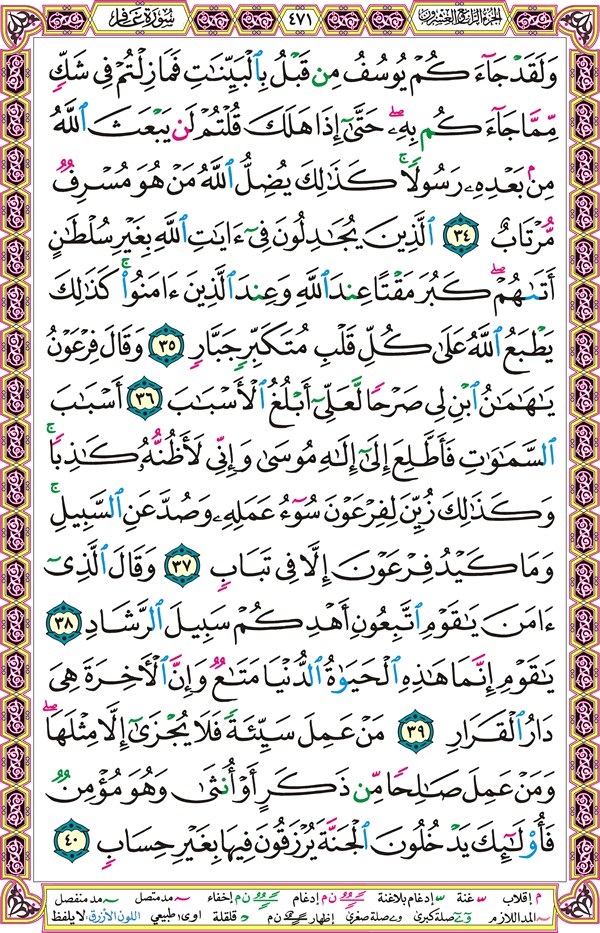 الجزء الرابع والعشرون
٤٧١
سُورَةُ غَافِر
وَلَقَدْ جَآءَكُمْ يُوسُفُ مِن قَبْلُ بِٱلْبَيِّنَٰتِ فَمَا زِلْتُمْ فِى شَكٍّ
مِّمَّا جَآءَكُم بِهِۦ ۖ حَتَّىٰٓ إِذَا هَلَكَ قُلْتُمْ لَن يَبْعَثَ ٱللَّهُ
مِنۢ بَعْدِهِۦ رَسُولًا ۚ كَذَٰلِكَ يُضِلُّ ٱللَّهُ مَنْ هُوَ مُسْرِفٌ
مُّرْتَابٌ ٣٤ ٱلَّذِينَ يُجَٰدِلُونَ فِىٓ ءَايَٰتِ ٱللَّهِ بِغَيْرِ سُلْطَٰنٍ
أَتَىٰهُمْ ۖ كَبُرَ مَقْتًا عِندَ ٱللَّهِ وَعِندَ ٱلَّذِينَ ءَامَنُوا۟ ۚ كَذَٰلِكَ
يَطْبَعُ ٱللَّهُ عَلَىٰ كُلِّ قَلْبِ مُتَكَبِّرٍ جَبَّارٍ ٣٥ وَقَالَ فِرْعَوْنُ
يَٰهَٰمَٰنُ ٱبْنِ لِى صَرْحًا لَّعَلِّىٓ أَبْلُغُ ٱلْأَسْبَٰبَ ٣٦ أَسْبَٰبَ
ٱلسَّمَٰوَٰتِ فَأَطَّلِعَ إِلَىٰٓ إِلَٰهِ مُوسَىٰ وَإِنِّى لَأَظُنُّهُۥ كَٰذِبًا ۚ
وَكَذَٰلِكَ زُيِّنَ لِفِرْعَوْنَ سُوٓءُ عَمَلِهِۦ وَصُدَّ عَنِ ٱلسَّبِيلِ ۚ
وَمَا كَيْدُ فِرْعَوْنَ إِلَّا فِى تَبَابٍ ٣٧ وَقَالَ ٱلَّذِىٓ
ءَامَنَ يَٰقَوْمِ ٱتَّبِعُونِ أَهْدِكُمْ سَبِيلَ ٱلرَّشَادِ ٣٨
يَٰقَوْمِ إِنَّمَا هَٰذِهِ ٱلْحَيَوٰةُ ٱلدُّنْيَا مَتَٰعٌ وَإِنَّ ٱلْءَاخِرَةَ هِىَ
دَارُ ٱلْقَرَارِ ٣٩ مَنْ عَمِلَ سَيِّئَةً فَلَا يُجْزَىٰٓ إِلَّا مِثْلَهَا ۖ
وَمَنْ عَمِلَ صَٰلِحًا مِّن ذَكَرٍ أَوْ أُنثَىٰ وَهُوَ مُؤْمِنٌ
فَأُو۟لَٰٓئِكَ يَدْخُلُونَ ٱلْجَنَّةَ يُرْزَقُونَ فِيهَا بِغَيْرِ حِسَابٍ ٤٠
م إقلاب غنة إدغام بلاغنة ن م إدغام ن م إخفاء مد متصل مد منفصل
المد اللازم صلة كبرى صلة صغرى إظهار ن م قلقلة اوى طبيعي اللون الأزرق: لا يلفظ